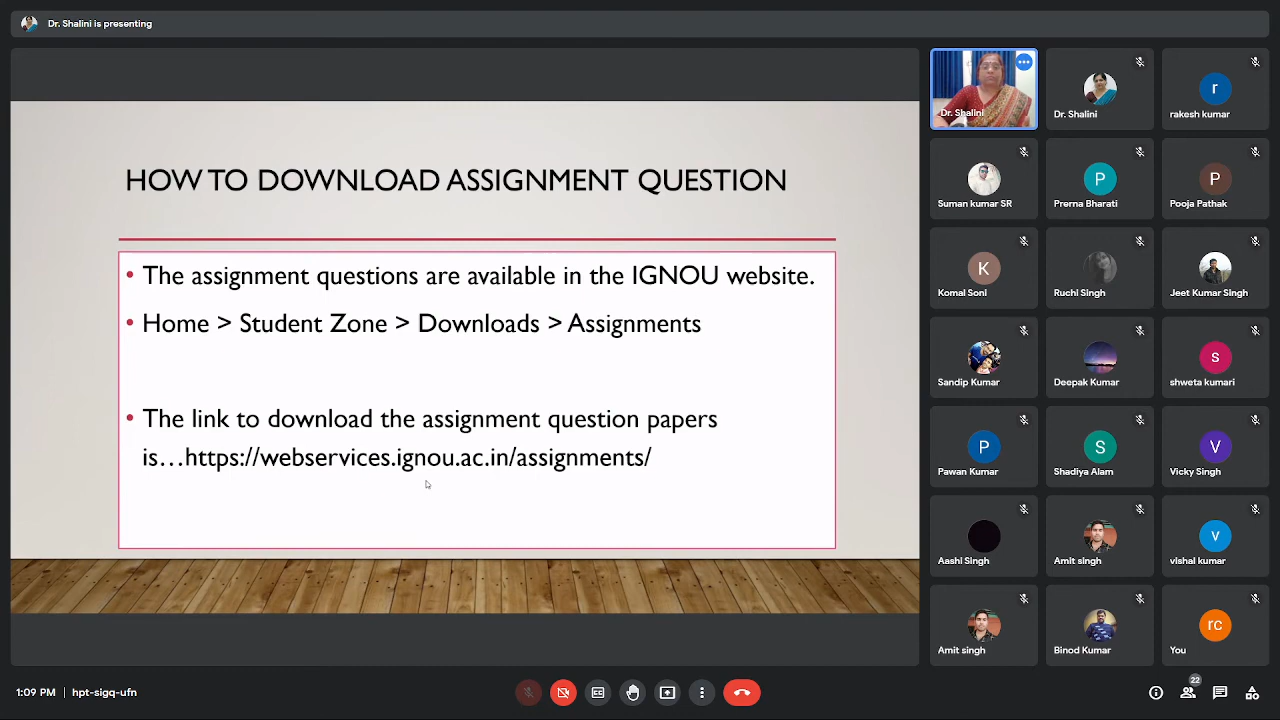 Dr. Shalini is presenting
HOW TO DOWNLOAD ASSIGNMENT QUESTION
• The assignment questions are available in the IGNOU website.
• Home > Student Zone > Downloads > Assignments
• The link to download the assignment question papers
is…https://webservices.ignou.ac.in/assignments/
Dr. Shalini
Dr. Shalini
r
rakesh kumar
Suman kumar SR
P
Prerna Bharati
P
Pooja Pathak
K
Komal Soni
Ruchi Singh
Jeet Kumar Singh
Sandip Kumar
Deepak Kumar
s
shweta kumari
P
Pawan Kumar
S
Shadiya Alam
V
Vicky Singh
Aashi Singh
Amit singh
v
vishal kumar
Amit singh
Binod Kumar
rc
You
1:09 PM | hpt-sigq-ufn
22